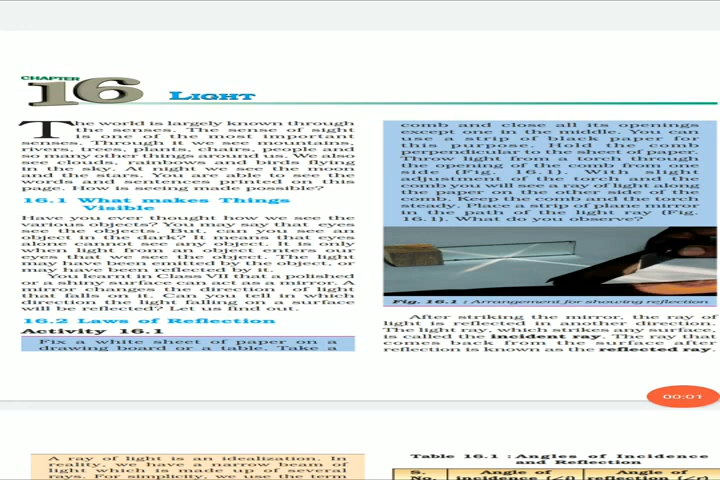 CHAPTER
16 LIGHT
The world is largely known through
the senses. The sense of sight
is one of the most important
senses. Through it we see mountains,
rivers, trees, plants, chairs, people and
so many other things around us. We also
see clouds, rainbows and birds flying
in the sky. At night we see the moon
and the stars. You are able to see the
words and sentences printed on this
page. How is seeing made possible?
16.1 What makes Things
Visible
Have you ever thought how we see the
various objects? You may say that eyes
see the objects. But, can you see an
object in the dark? It means that eyes
alone cannot see any object. It is only
when light from an object enters our
eyes that we see the object. The light
may have been emitted by the object, or
may have been reflected by it.
You learnt in Class VII that a polished
or a shiny surface can act as a mirror. A
mirror changes the direction of light
that falls on it. Can you tell in which
direction the light falling on a surface
will be reflected? Let us find out.
16.2 Laws of Reflection
Activity 16.1
Fix a white sheet of paper on a
drawing board or a table. Take a
comb and close all its openings
except one in the middle. You can
use a strip of black paper for
this purpose. Hold the comb
perpendicular to the sheet of paper.
Throw light from a torch through
the opening of the comb from one
side (Fig. 16.1). With slight
adjustment of the torch and the
comb you will see a ray of light along
the paper on the other side of the
comb. Keep the comb and the torch
steady. Place a strip of plane mirror
in the path of the light ray (Fig.
16.1). What do you observe?
Fig. 16.1 : Arrangement for showing reflection
After striking the mirror, the ray of
light is reflected in another direction.
The light ray, which strikes any surface,
is called the incident ray. The ray that
comes back from the surface after
reflection is known as the reflected ray.
00:01
A ray of light is an idealization. In
reality, we have a narrow beam of
light which is made up of several
rays. For simplicity, we use the term
Table 16.1 : Angles of Incidence
and Reflection
S. Angle of Angle of
No. incidence (∠i) reflection (∠r)